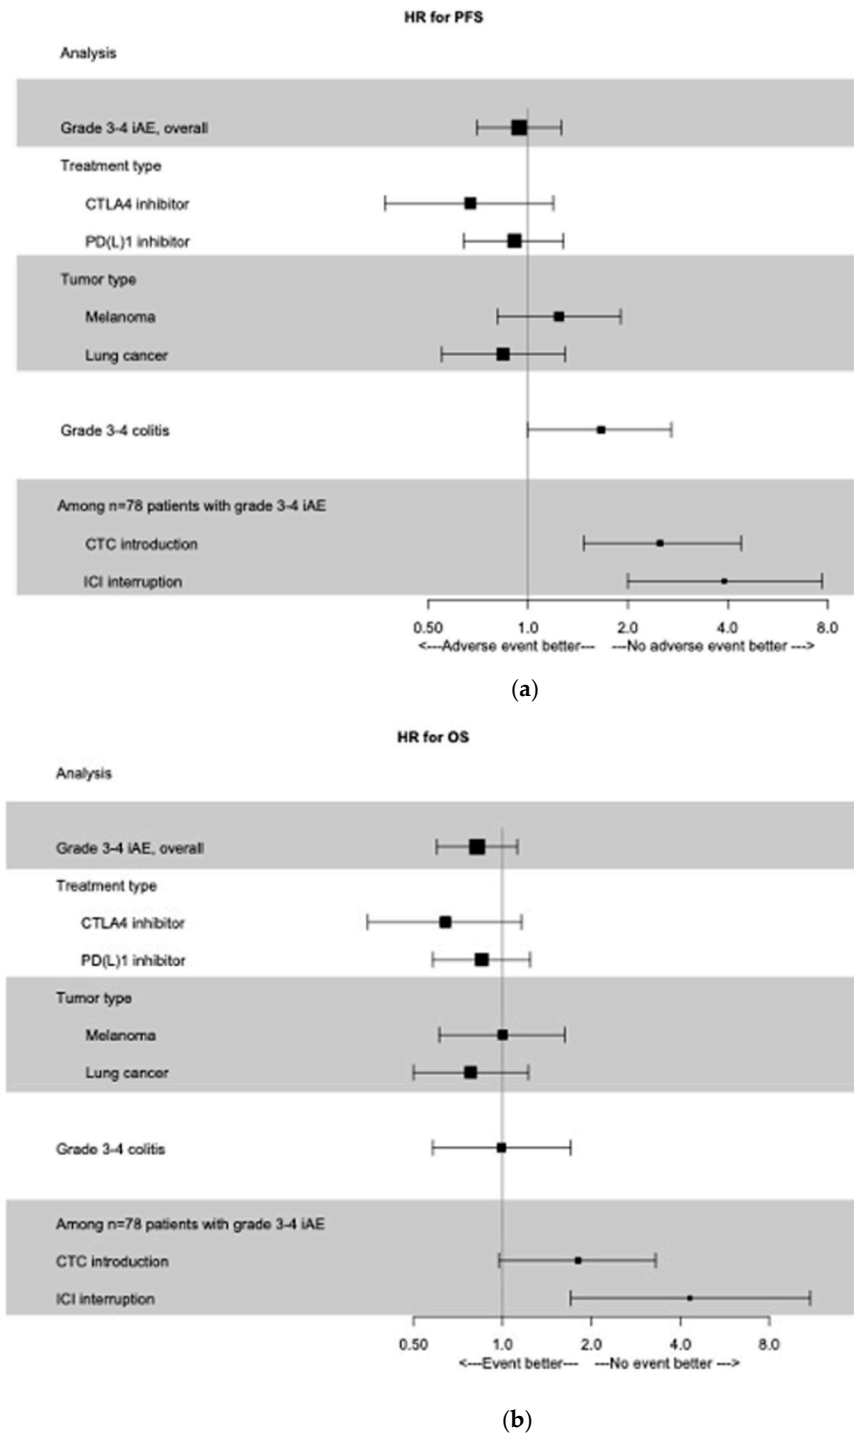 HR for PFS
Analysis
Grade 3-4 iAE, overall
Treatment type
CTLA4 inhibitor
PD(L)1 inhibitor
Tumor type
Melanoma
Lung cancer
Grade 3-4 colitis
Among n=78 patients with grade 3-4 iAE
CTC introduction
ICI interruption
0.50 1.0 2.0 4.0 8.0
<---Adverse event better--- ---No adverse event better --->
(a)
HR for OS
Analysis
Grade 3-4 iAE, overall
Treatment type
CTLA4 inhibitor
PD(L)1 inhibitor
Tumor type
Melanoma
Lung cancer
Grade 3-4 colitis
Among n=78 patients with grade 3-4 iAE
CTC introduction
ICI interruption
0.50 1.0 2.0 4.0 8.0
<---Event better--- ---No event better --->
(b)